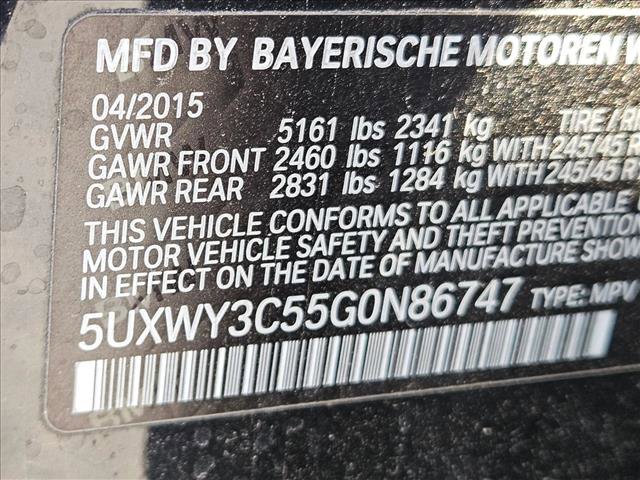 MFD BY BAYERISCHE MOTOREN
04/2015
GVWR 5161 lbs 2341 kg TIRE/
GAWR FRONT 2460 lbs 1116 kg WITH 245/45 R
GAWR REAR 2831 lbs 1284 kg WITH 245/45 R
THIS VEHICLE CONFORMS TO ALL APPLICABLE
MOTOR VEHICLE SAFETY AND THEFT PREVENTION
IN EFFECT ON THE DATE OF MANUFACTURE SHOW
5UXWY3C55G0N86747 TYPE: MPV